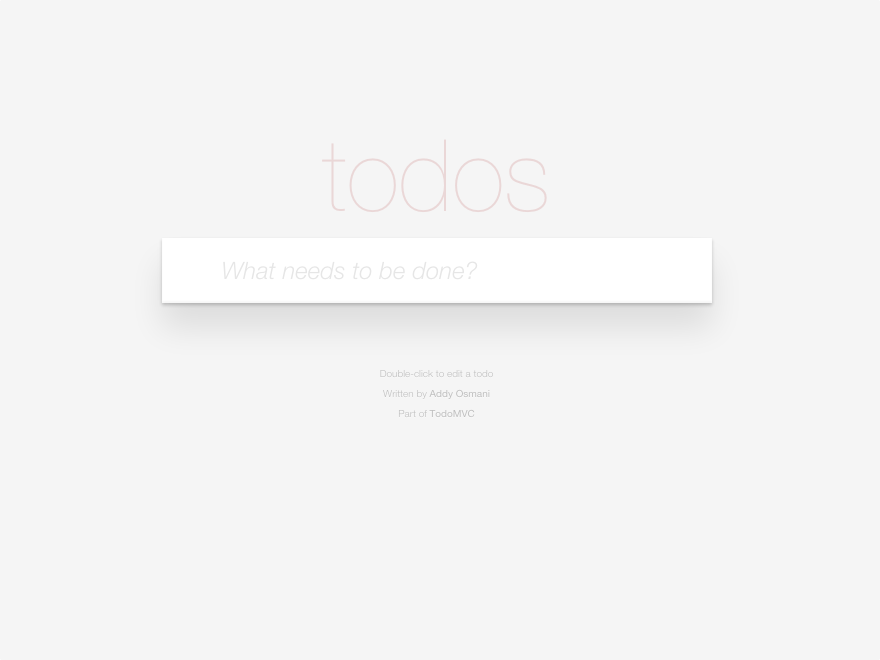 todos
What needs to be done?
Double-click to edit a todo
Written by Addy Osmani
Part of TodoMVC